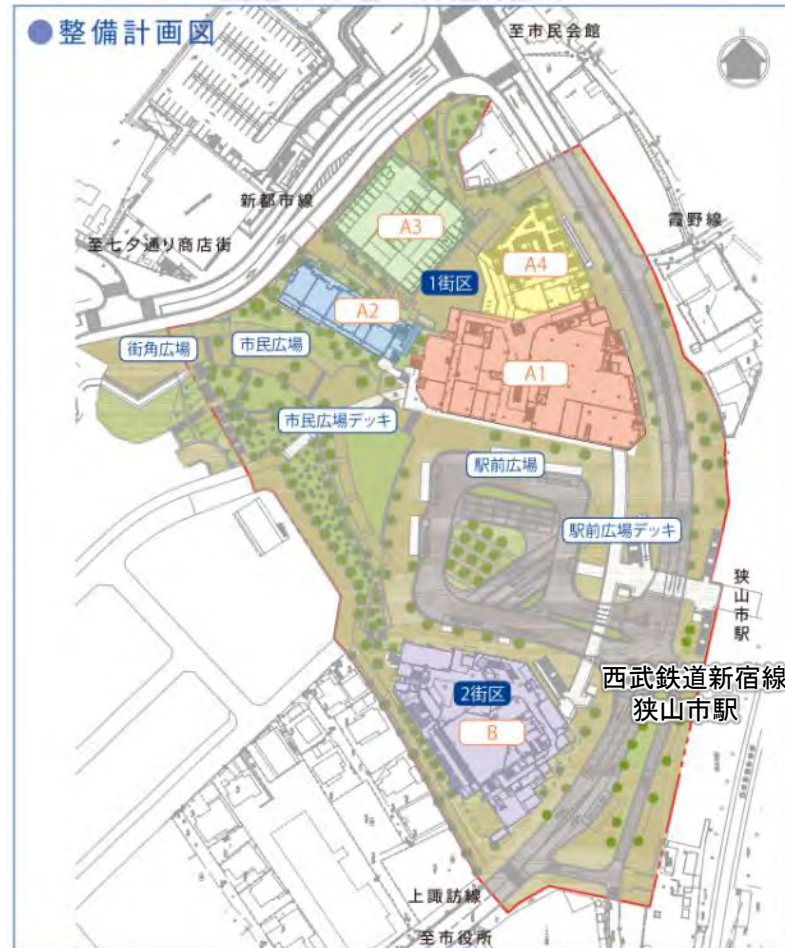 ●整備計画図
至市民会館
N
新都市線
霞野線
至七夕通り商店街
A3
A4
1街区
A2
街角広場
市民広場
A1
市民広場デッキ
駅前広場
駅前広場デッキ
狭山市駅
西武鉄道新宿線
狭山市駅
2街区
B
上諏訪線
至市役所